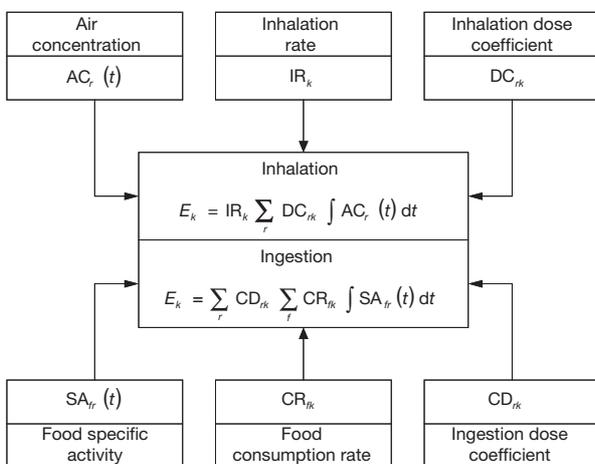 Air
concentration
AC_r (t)
Inhalation
rate
IR_k
Inhalation dose
coefficient
DC_rk
Inhalation
E_k = IR_k ∑_r DC_rk ∫ AC_r (t) dt
Ingestion
E_k = ∑_r CD_rk ∑_f CR_fk ∫ SA_fr (t) dt
SA_fr (t)
Food specific
activity
CR_fk
Food
consumption rate
CD_rk
Ingestion dose
coefficient